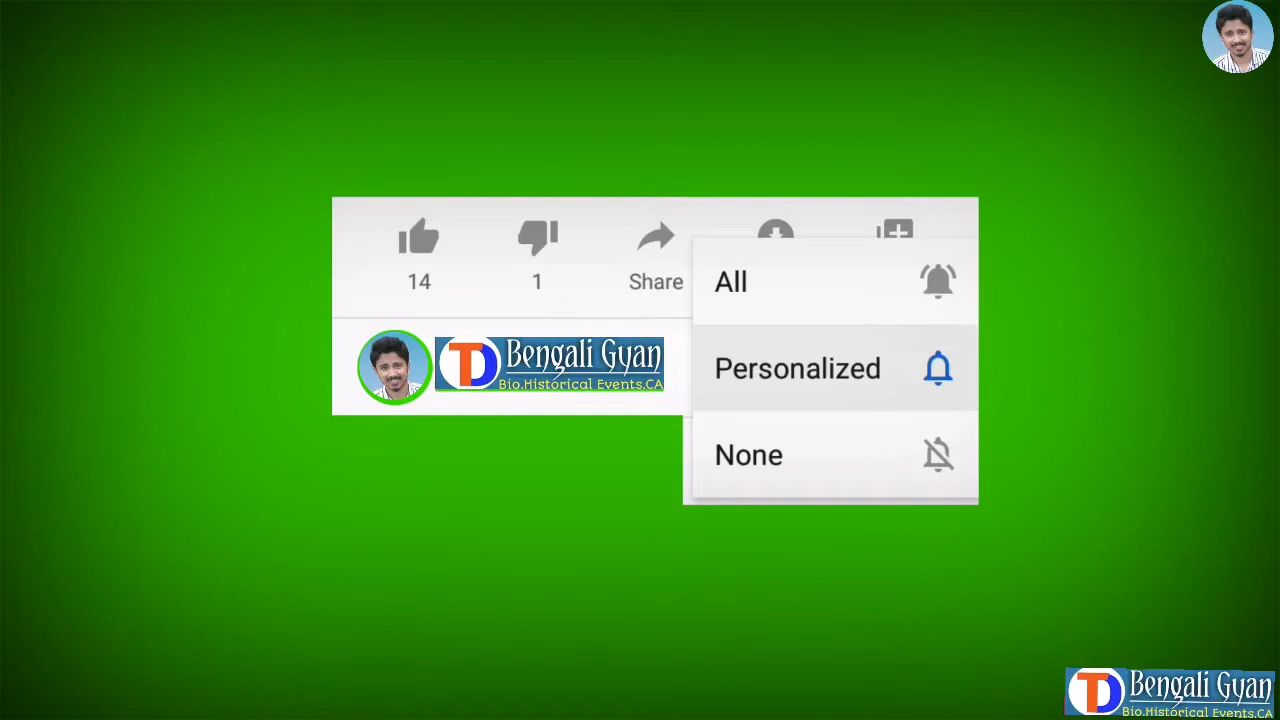 14
1
Share
All
Personalized
None
TD Bengali Gyan
Bio.Historical Events.CA
TD Bengali Gyan
Bio.Historical Events.CA